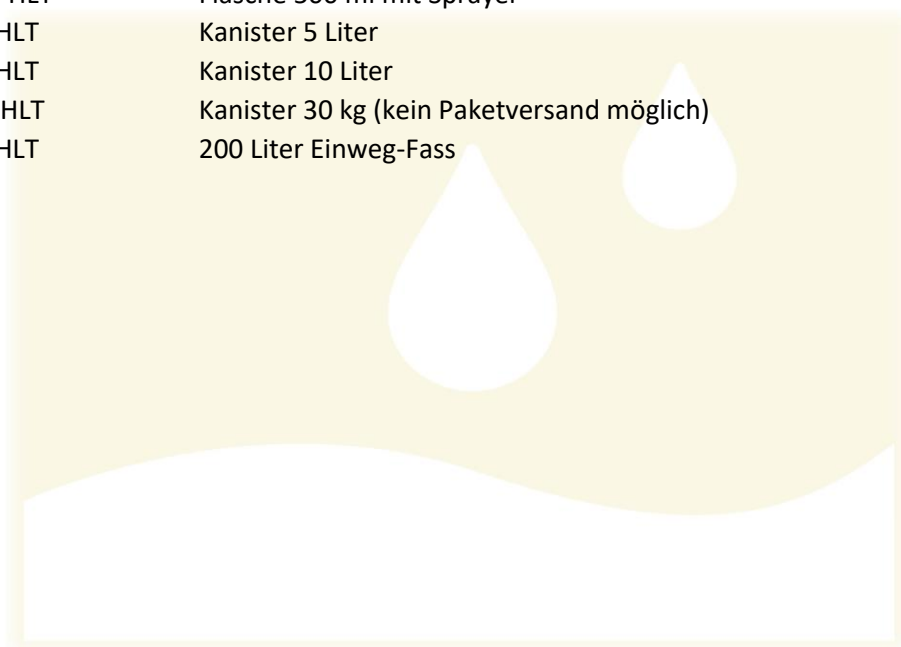 HLT Kanister 5 Liter
HLT Kanister 10 Liter
HLT Kanister 30 kg (kein Paketversand möglich)
HLT 200 Liter Einweg-Fass